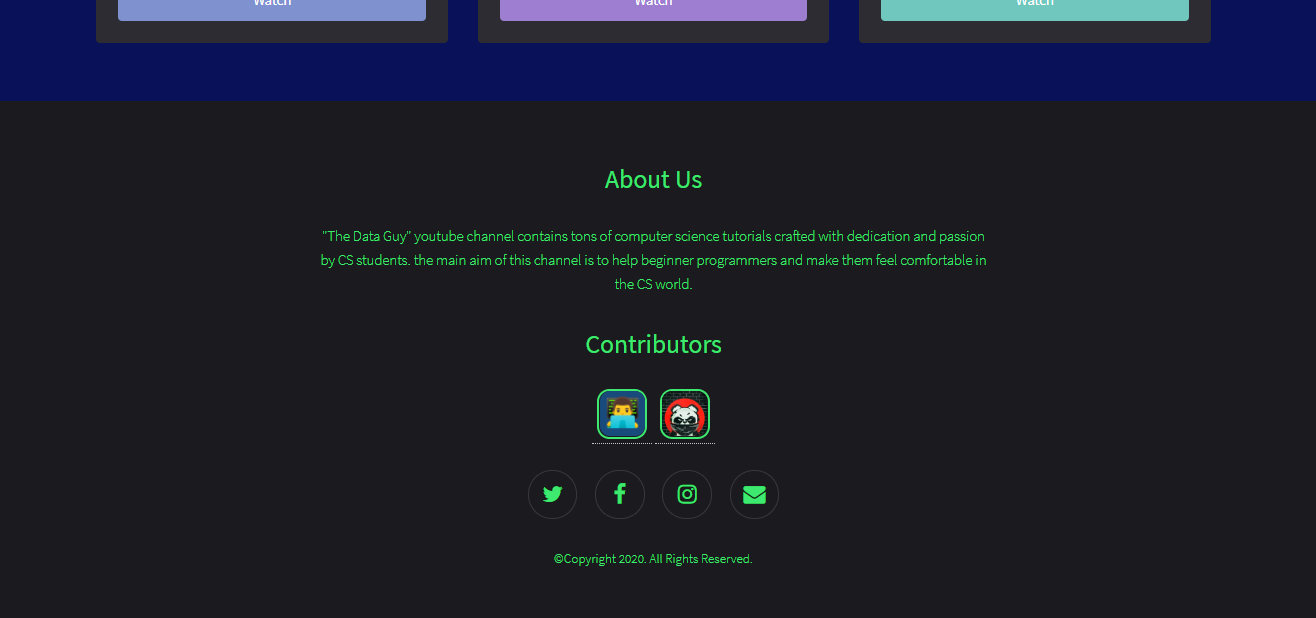 Watch Watch Watch
About Us
"The Data Guy" youtube channel contains tons of computer science tutorials crafted with dedication and passion
by CS students. the main aim of this channel is to help beginner programmers and make them feel comfortable in
the CS world.
Contributors
©Copyright 2020. All Rights Reserved.